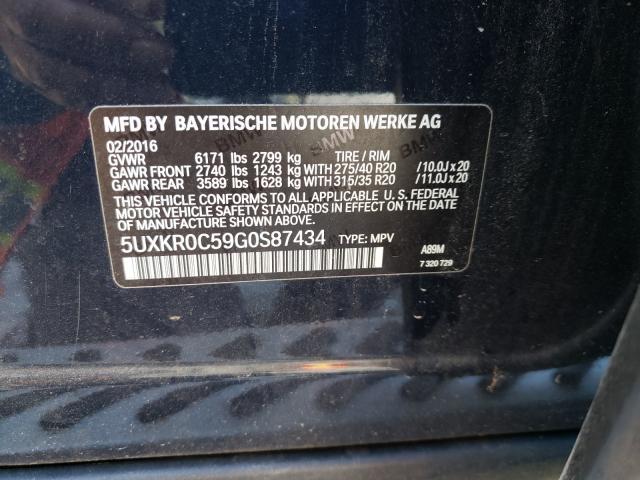 MFD BY BAYERISCHE MOTOREN WERKE AG
02/2016
GVWR 6171 lbs 2799 kg TIRE / RIM
GAWR FRONT 2740 lbs 1243 kg WITH 275/40 R20 /10.0J x 20
GAWR REAR 3589 lbs 1628 kg WITH 315/35 R20 /11.0J x 20
THIS VEHICLE CONFORMS TO ALL APPLICABLE U. S. FEDERAL
MOTOR VEHICLE SAFETY STANDARDS IN EFFECT ON THE DATE
OF MANUFACTURE SHOWN ABOVE.
5UXKR0C59G0S87434 TYPE: MPV
A89M
7 320 729